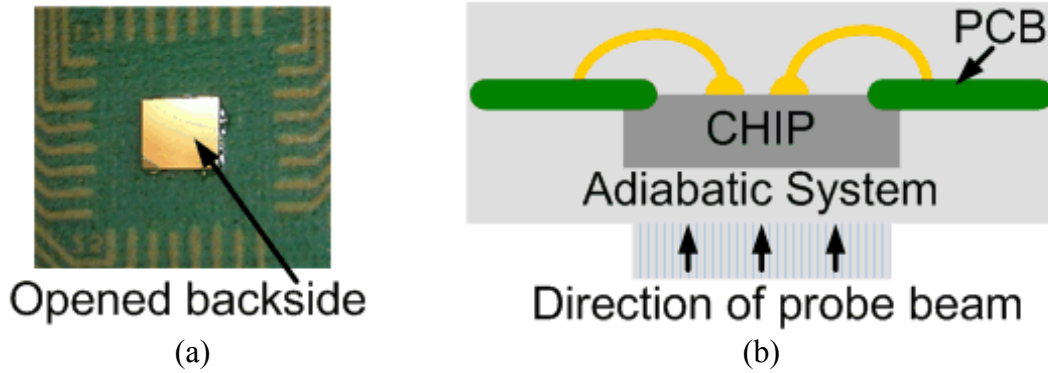 PCB
CHIP
Adiabatic System
Opened backside
Direction of probe beam
(a)
(b)